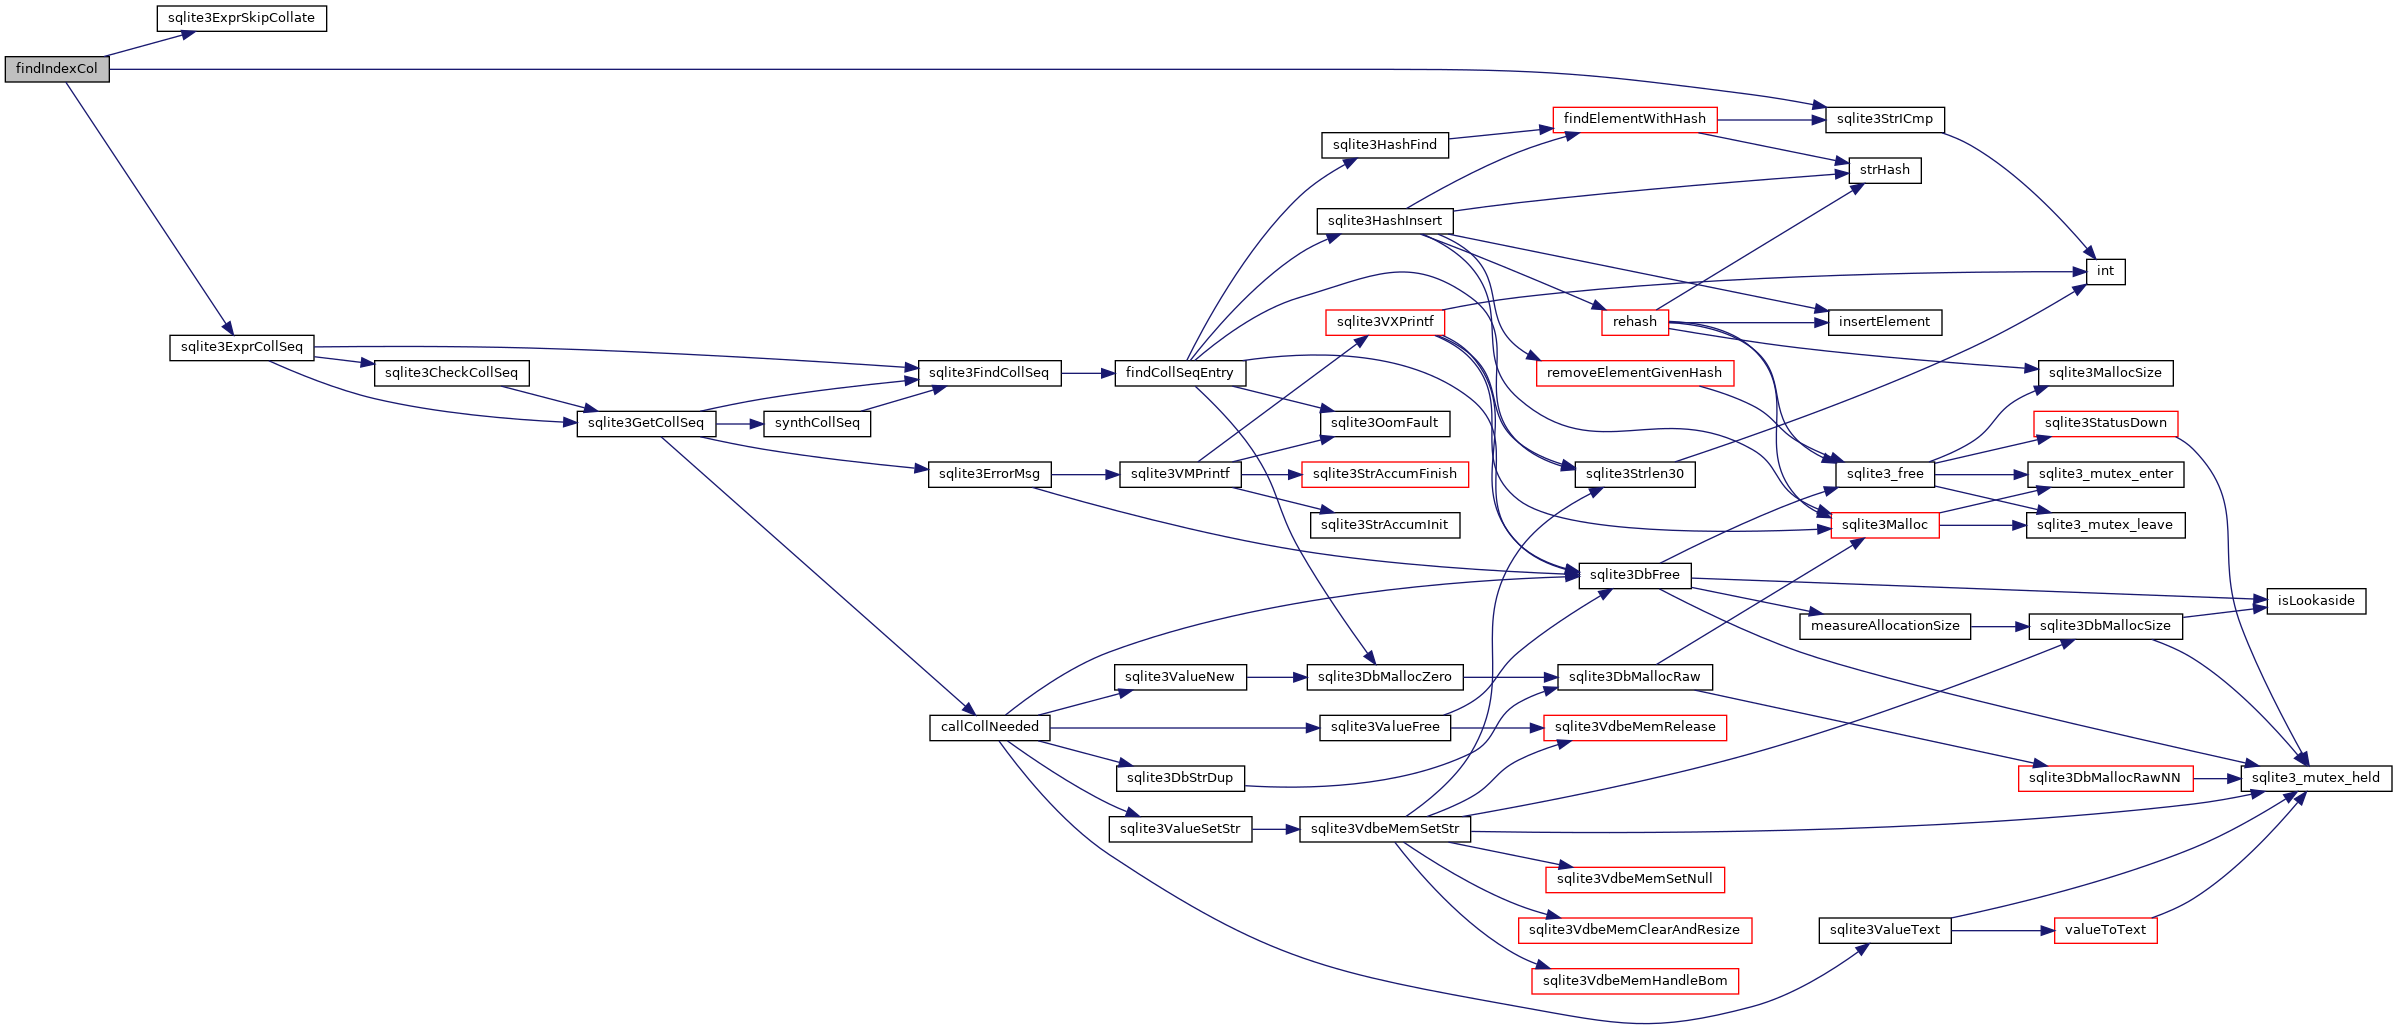 sqlite3ExprSkipCollate
findIndexCol
sqlite3StrICmp
findElementWithHash
sqlite3HashFind
strHash
sqlite3HashInsert
int
sqlite3VXPrintf
rehash
insertElement
sqlite3ExprCollSeq
sqlite3CheckCollSeq
sqlite3FindCollSeq
findCollSeqEntry
removeElementGivenHash
sqlite3MallocSize
sqlite3GetCollSeq
synthCollSeq
sqlite3OomFault
sqlite3StatusDown
sqlite3ErrorMsg
sqlite3VMPrintf
sqlite3StrAccumFinish
sqlite3Strlen30
sqlite3_free
sqlite3_mutex_enter
sqlite3StrAccumInit
sqlite3Malloc
sqlite3_mutex_leave
sqlite3DbFree
isLookaside
measureAllocationSize
sqlite3DbMallocSize
sqlite3ValueNew
sqlite3DbMallocZero
sqlite3DbMallocRaw
callCollNeeded
sqlite3ValueFree
sqlite3VdbeMemRelease
sqlite3DbStrDup
sqlite3DbMallocRawNN
sqlite3_mutex_held
sqlite3ValueSetStr
sqlite3VdbeMemSetStr
sqlite3VdbeMemSetNull
sqlite3VdbeMemClearAndResize
sqlite3ValueText
valueToText
sqlite3VdbeMemHandleBom